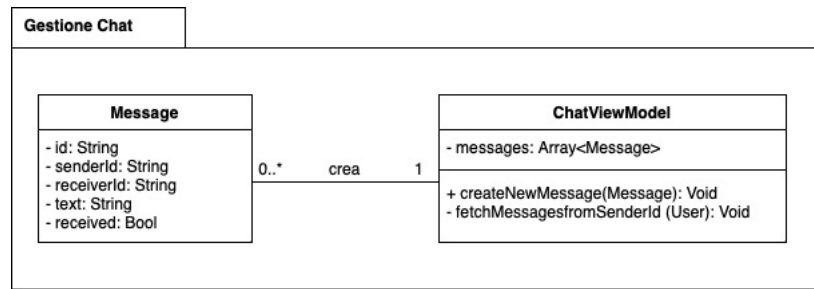 Gestione Chat
Message
- id: String
- senderId: String
- receiverId: String
- text: String
- received: Bool
0..* crea 1
ChatViewModel
- messages: Array<Message>
+ createNewMessage(Message): Void
- fetchMessagesfromSenderId (User): Void